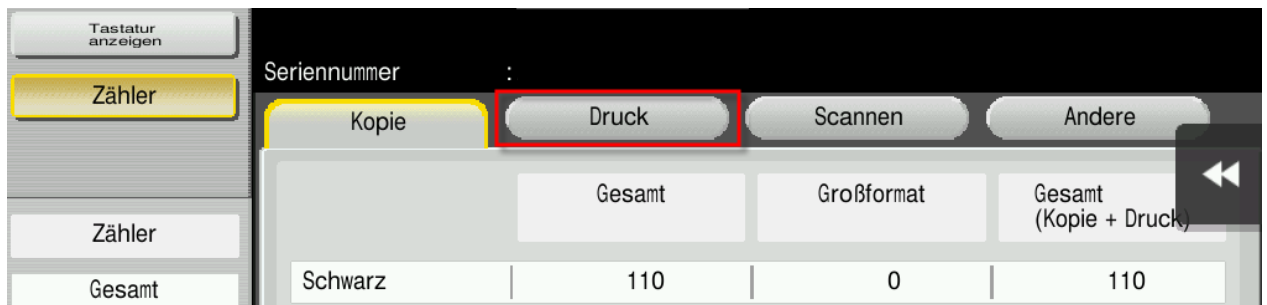 Tastatur
anzeigen
Zähler
Zähler
Gesamt
Seriennummer :
Kopie Druck Scannen Andere
Gesamt Großformat Gesamt
(Kopie + Druck)
Schwarz 110 0 110